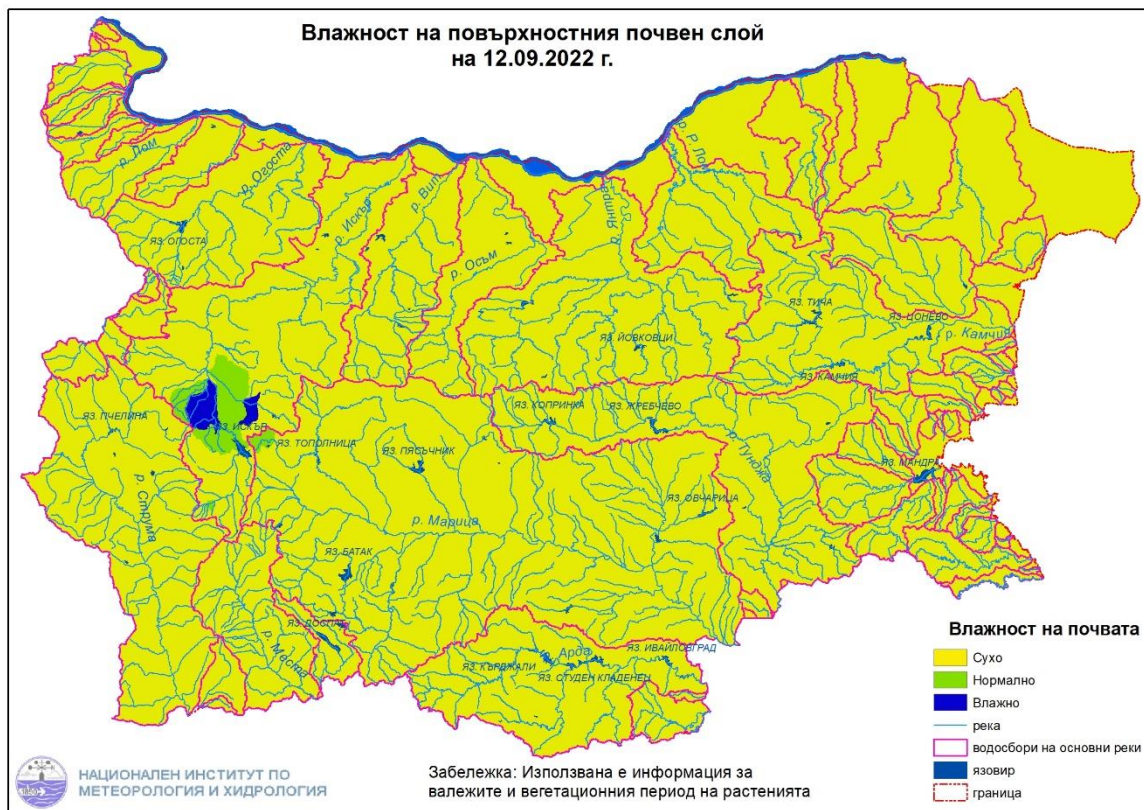 Влажност на повърхностния почвен слой
на 12.09.2022 г.
р. Лом
р. Огоста
р. Искър
р. Вит
р. Осъм
р. Янтра
р. Р. Лом
ЯЗ. ОГОСТА
ЯЗ. ТИЧА
ЯЗ. ЦОНЕВО
р. Камчия
ЯЗ. ЙОВКОВЦИ
ЯЗ. КАМЧИЯ
ЯЗ. ПЧЕЛИНА
ЯЗ. ИСКЪР
ЯЗ. ТОПОЛНИЦА
ЯЗ. КОПРИНКА
ЯЗ. ЖРЕБЧЕВО
ЯЗ. ПЯСЪЧНИК
р. Тунджа
ЯЗ. МАНДРА
ЯЗ. ОВЧАРИЦА
р. Струма
р. Марица
ЯЗ. БАТАК
ЯЗ. ДОСПАТ
р. Места
р. Арда
ЯЗ. ИВАЙЛОВГРАД
ЯЗ. КЪРДЖАЛИ
ЯЗ. СТУДЕН КЛАДЕНЕЦ
Влажност на почвата
Сухо
Нормално
Влажно
река
водосбори на основни реки
язовир
граница
НАЦИОНАЛЕН ИНСТИТУТ ПО
МЕТЕОРОЛОГИЯ И ХИДРОЛОГИЯ
Забележка: Използвана е информация за
валежите и вегетационния период на растенията